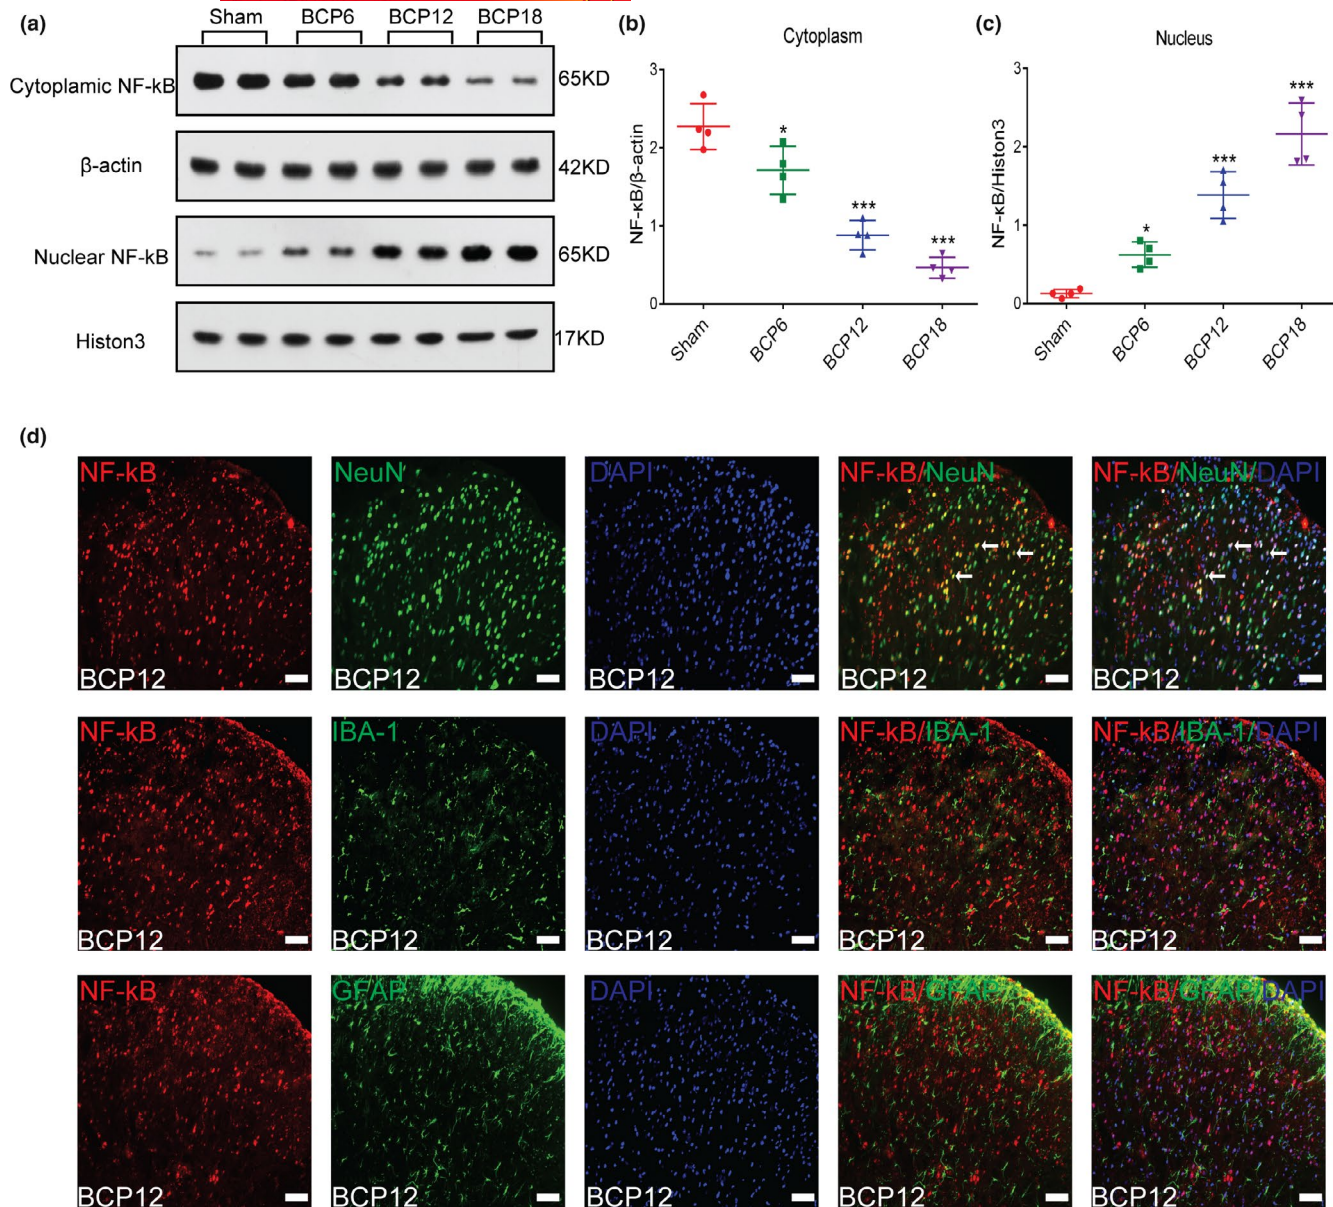 (a)
Sham BCP6 BCP12 BCP18
Cytoplamic NF-kB 65KD
β-actin 42KD
Nuclear NF-kB 65KD
Histon3 17KD
(b)
Cytoplasm
NF-κB/β-actin
3
2
1
0
*
***
***
Sham BCP6 BCP12 BCP18
(c)
Nucleus
NF-κB/Histon3
3
2
1
0
*
***
***
Sham BCP6 BCP12 BCP18
(d)
NF-kB NeuN DAPI NF-kB/NeuN NF-kB/NeuN/DAPI
BCP12 BCP12 BCP12 BCP12 BCP12
NF-kB IBA-1 DAPI NF-kB/IBA-1 NF-kB/IBA-1/DAPI
BCP12 BCP12 BCP12 BCP12 BCP12
NF-kB GFAP DAPI NF-kB/GFAP NF-kB/GFAP/DAPI
BCP12 BCP12 BCP12 BCP12 BCP12